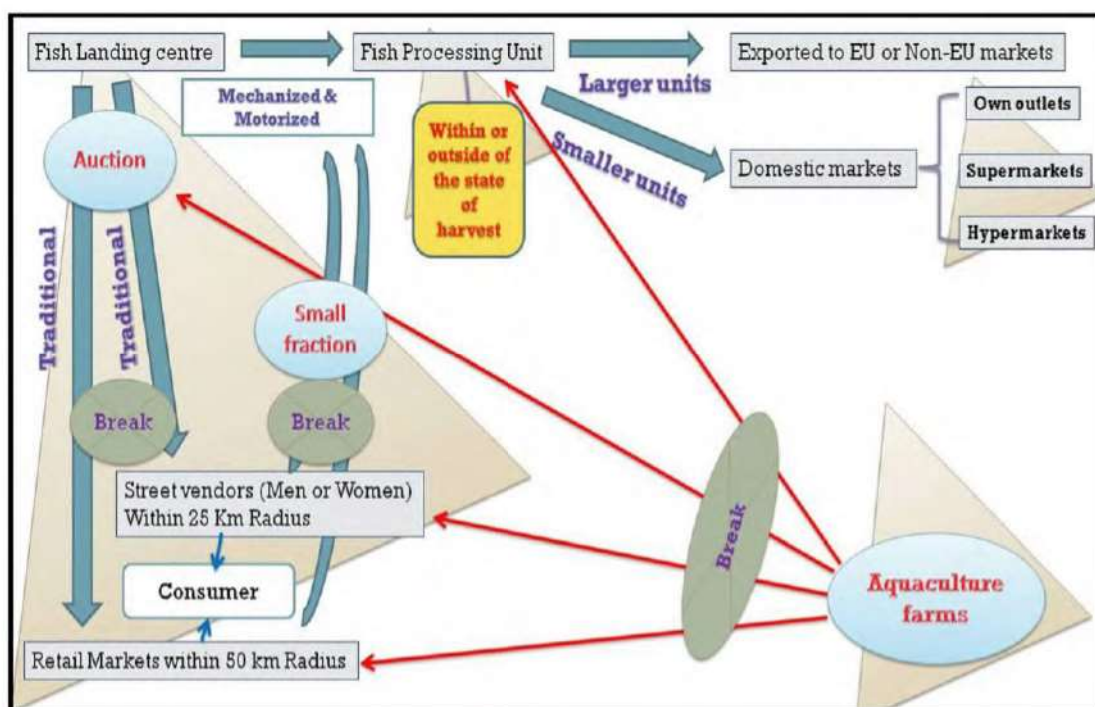 Fish Landing centre
Fish Processing Unit
Exported to EU or Non-EU markets
Mechanized &
Motorized
Larger units
Smaller units
Own outlets
Auction
Within or
outside of
the state
of
harvest
Domestic markets
Supermarkets
Hypermarkets
Traditional
Traditional
Small
fraction
Break
Break
Street vendors (Men or Women)
Within 25 Km Radius
Break
Consumer
Aquaculture
farms
Retail Markets within 50 km Radius